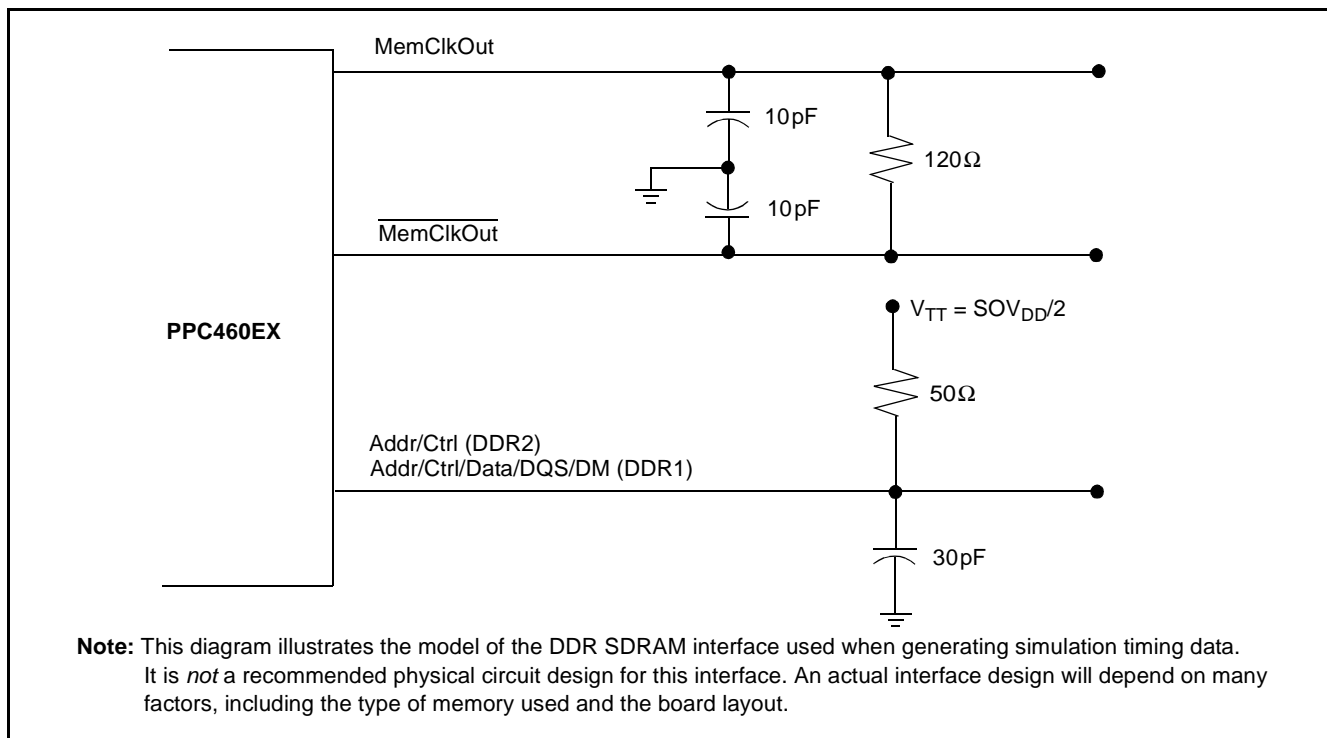 MemClkOut
10pF
120Ω
10pF
MemClkOut
VTT = SOVDD/2
PPC460EX
50Ω
Addr/Ctrl (DDR2)
Addr/Ctrl/Data/DQS/DM (DDR1)
30pF
Note: This diagram illustrates the model of the DDR SDRAM interface used when generating simulation timing data.
It is not a recommended physical circuit design for this interface. An actual interface design will depend on many
factors, including the type of memory used and the board layout.